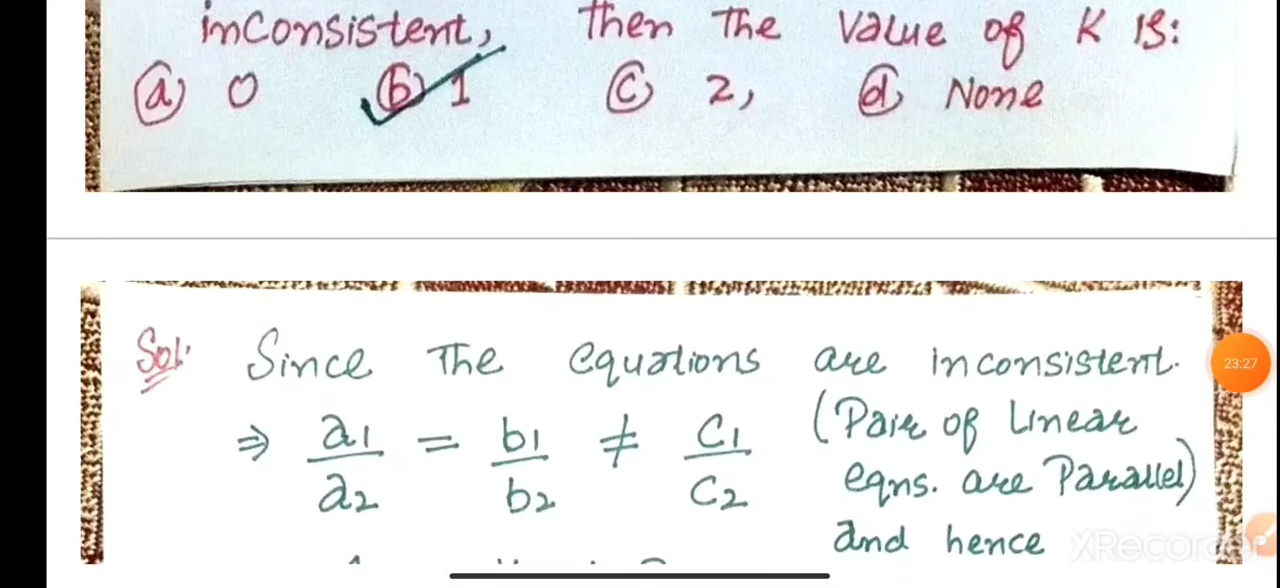 inconsistent, Then The Value of K is:
(a) 0 (b) 1 (c) 2, (d) None
Sol. Since The equations are inconsistent.
⇒ a1/a2 = b1/b2 ≠ c1/c2 (Pair of Linear
eqns. are Parallel)
and hence
23:27
XRecorder